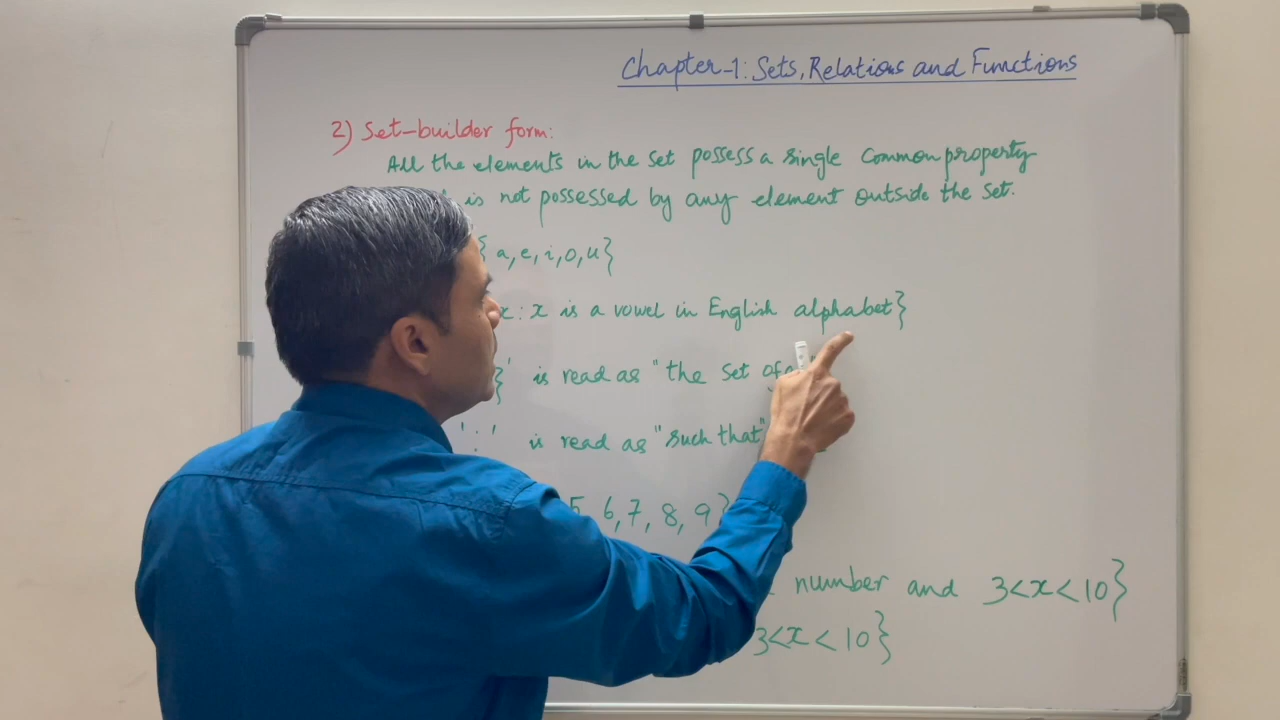 Chapter-1: Sets, Relations and Functions
2) Set-builder form:
All the elements in the set possess a single common property
is not possessed by any element outside the set.
{a,e,i,o,u}
x: x is a vowel in English alphabet}
}' is read as "the set of
':' is read as "such that"
5, 6, 7, 8, 9}
number and 3<x<10}
3<x<10}